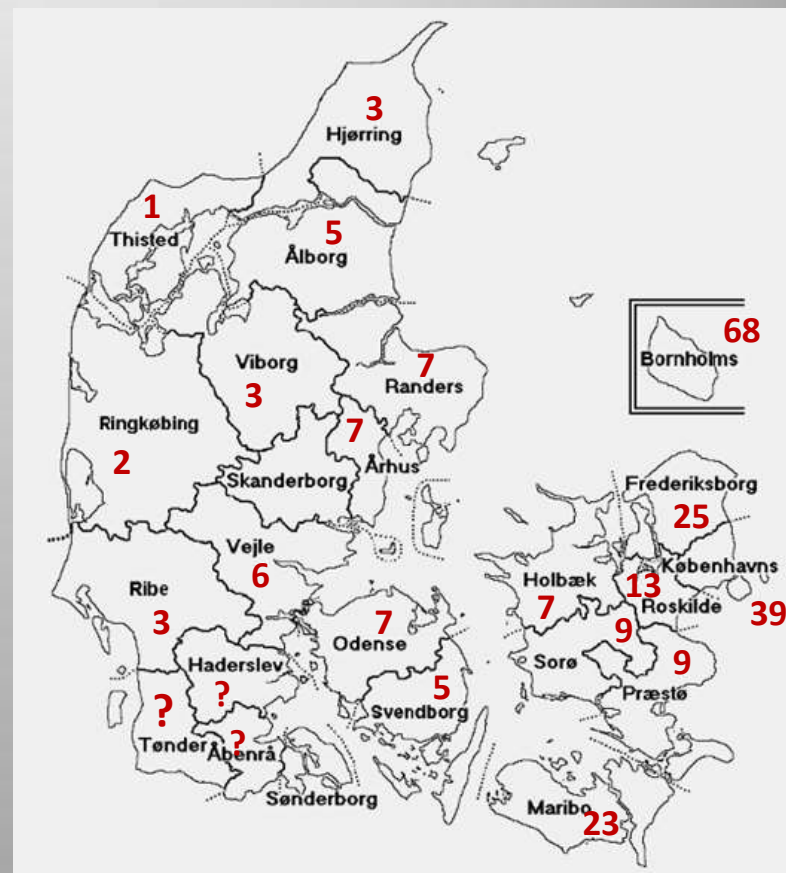 3
Hjørring
1
Thisted
5
Ålborg
68
Bornholms
Viborg
3
7
Randers
Ringkøbing
2
7
Århus
Skanderborg
Frederiksborg
25
Vejle
6
Københavns
Holbæk
7
13
Roskilde
39
Ribe
3
7
Odense
9
Sorø
9
Præstø
Haderslev
?
5
Svendborg
?
Tønder
?
Åbenrå
Sønderborg
Maribo
23